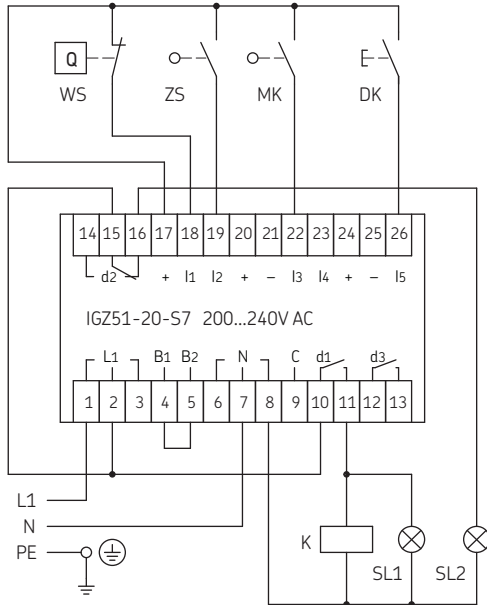 Q
WS ZS MK DK
14 15 16 17 18 19 20 21 22 23 24 25 26
d2 + I1 I2 + − I3 I4 + − I5
IGZ51-20-S7 200...240V AC
L1 B1 B2 N C d1 d3
1 2 3 4 5 6 7 8 9 10 11 12 13
L1
N
PE
K SL1 SL2